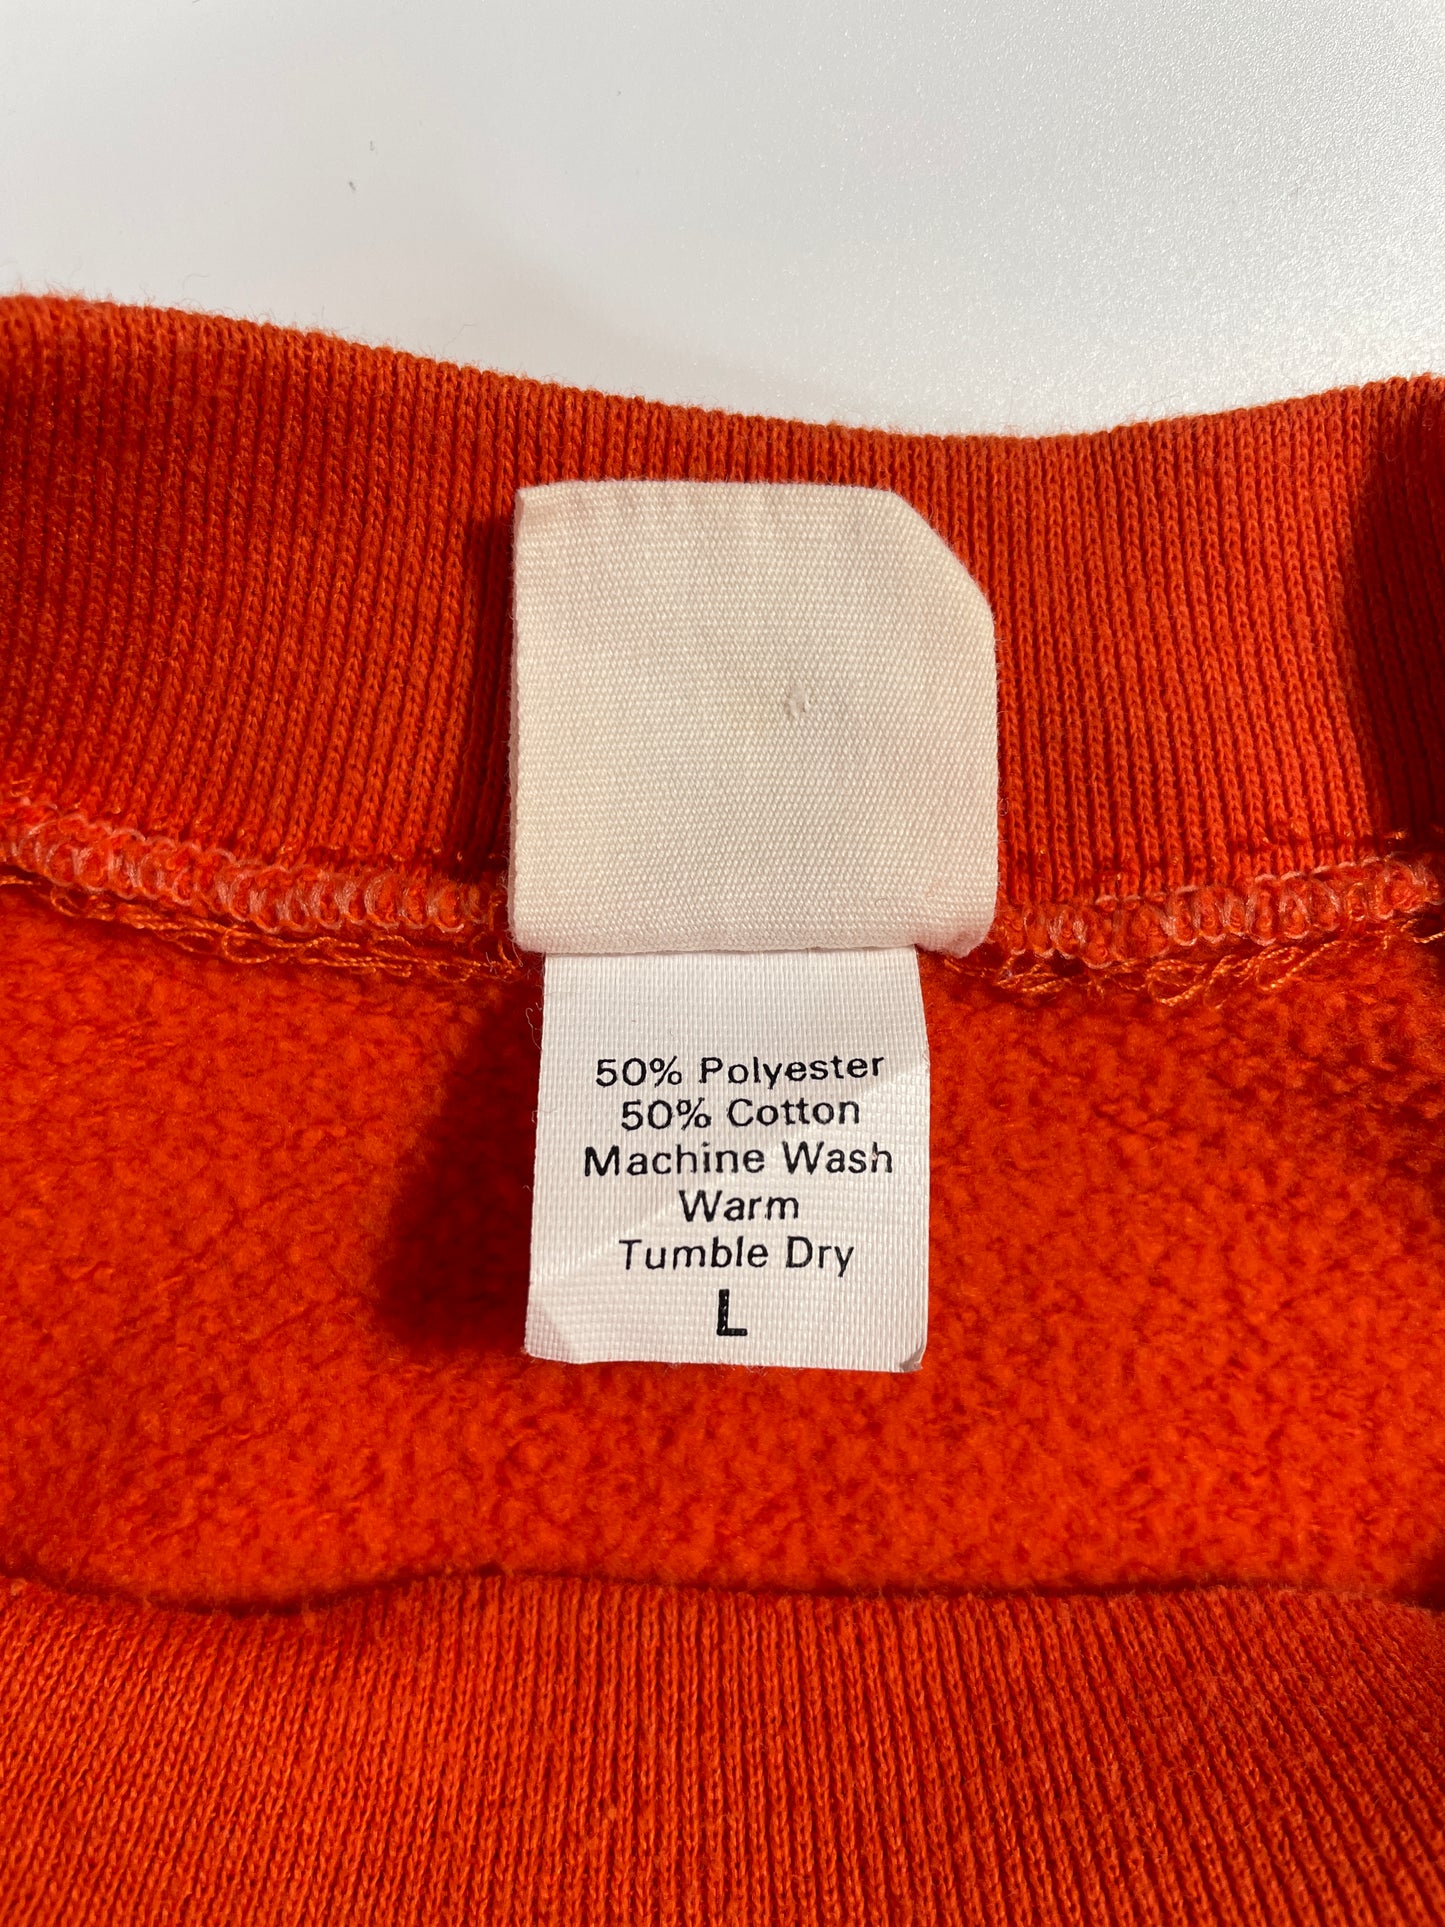 50% Polyester
50% Cotton
Machine Wash
Warm
Tumble Dry
L